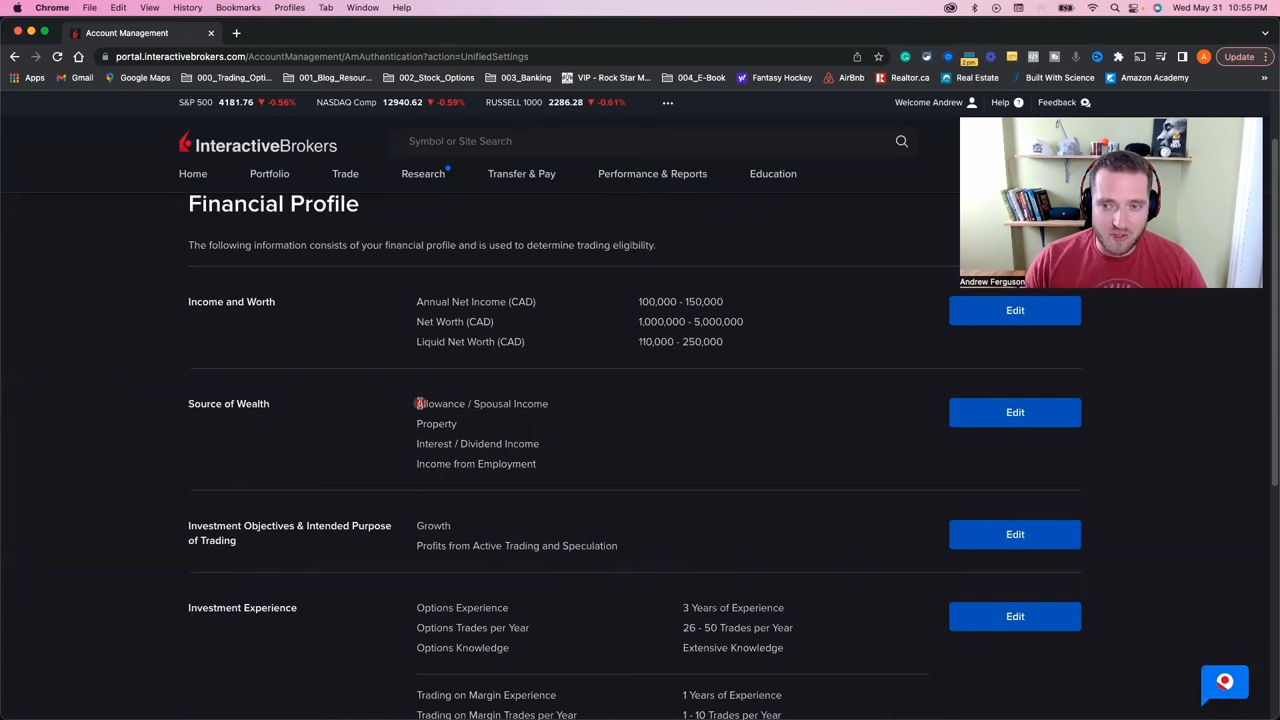 Chrome File Edit View History Bookmarks Profiles Tab Window Help Wed May 31 10:55 PM
Account Management
portal.interactivebrokers.com/AccountManagement/AmAuthentication?action=UnifiedSettings A Update
Apps Gmail Google Maps 000_Trading_Opti... 001_Blog_Resour... 002_Stock_Options 003_Banking VIP - Rock Star M... 004_E-Book Fantasy Hockey AirBnb Realtor.ca Real Estate Built With Science Amazon Academy »
2pm
S&P 500 4181.76 ▼ -0.56% NASDAQ Comp 12940.62 ▼ -0.59% RUSSELL 1000 2286.28 ▼ -0.61% ••• Welcome Andrew Help Feedback
InteractiveBrokers Symbol or Site Search
Home Portfolio Trade Research Transfer & Pay Performance & Reports Education
Financial Profile
The following information consists of your financial profile and is used to determine trading eligibility.
Andrew Ferguson
Income and Worth Annual Net Income (CAD) 100,000 - 150,000 Edit
Net Worth (CAD) 1,000,000 - 5,000,000
Liquid Net Worth (CAD) 110,000 - 250,000
Source of Wealth Allowance / Spousal Income Edit
Property
Interest / Dividend Income
Income from Employment
Investment Objectives & Intended Purpose Growth Edit
of Trading Profits from Active Trading and Speculation
Investment Experience Options Experience 3 Years of Experience Edit
Options Trades per Year 26 - 50 Trades per Year
Options Knowledge Extensive Knowledge
Trading on Margin Experience 1 Years of Experience
Trading on Margin Trades per Year 1 - 10 Trades per Year